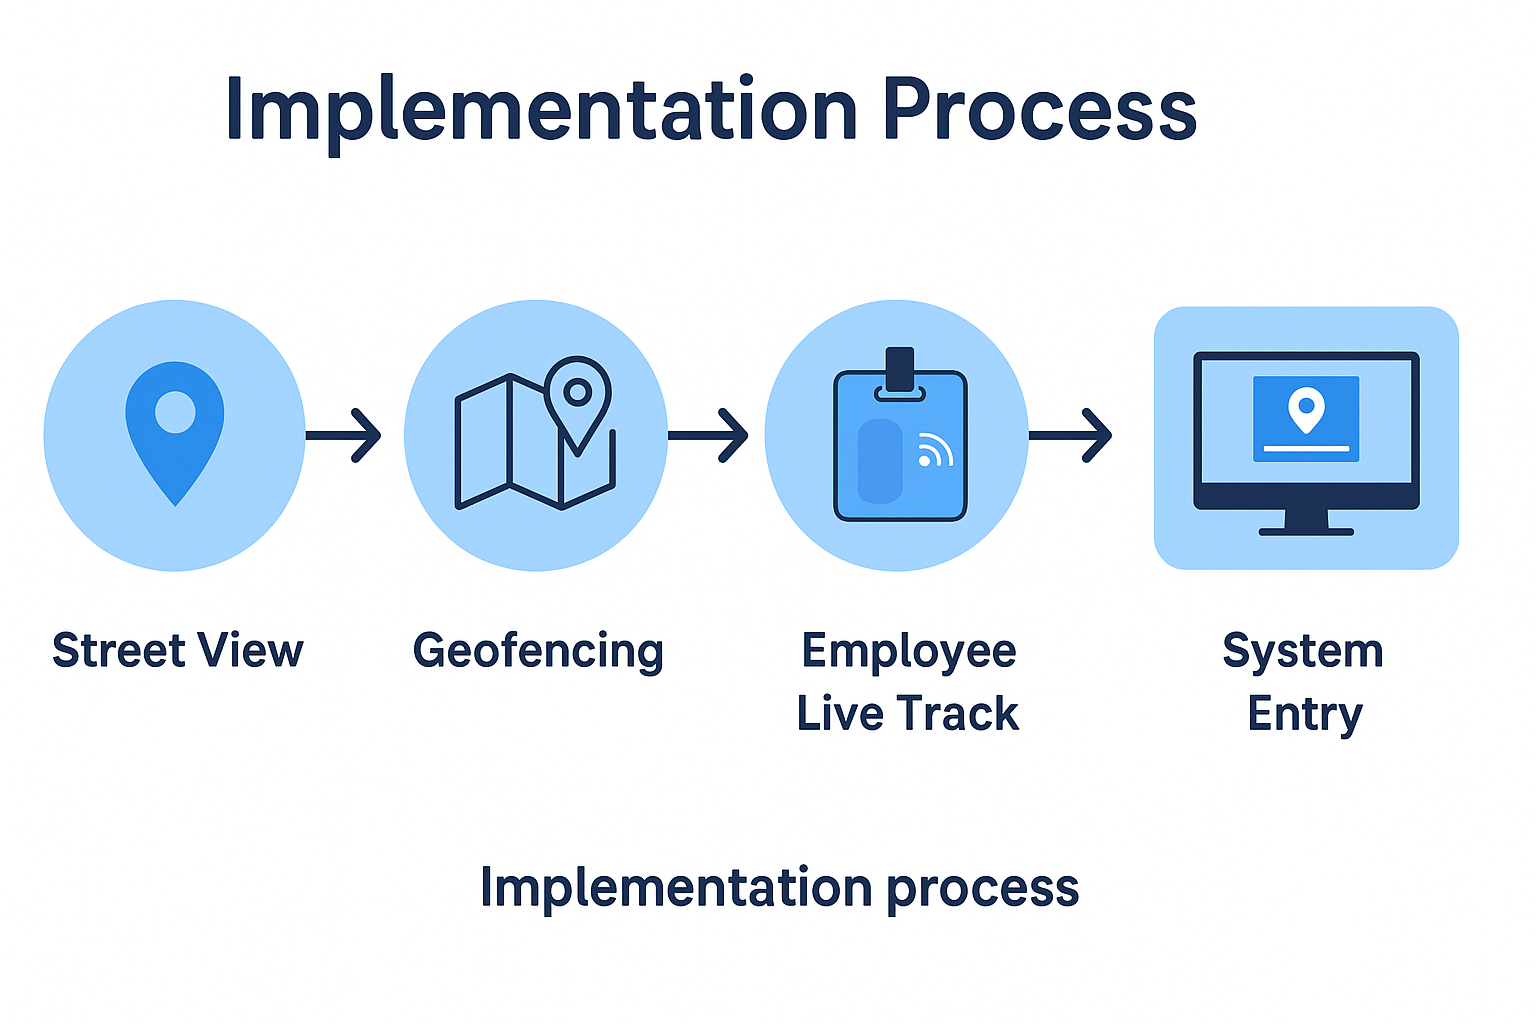 Implementation Process
Street View
Geofencing
Employee
Live Track
System
Entry
Implementation process